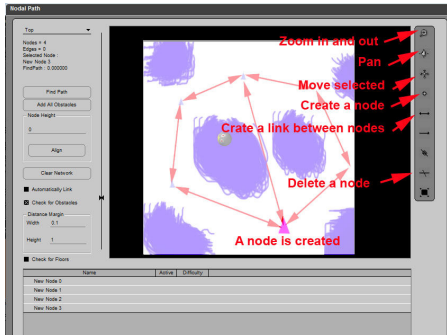 Nodal Path
Top
Nodes = 4
Edges = 0
Selected Node :
New Node 3
FindPath : 0.000000
Find Path
Add All Obstacles
Node Height
0
Align
Clear Network
Automatically Link
Check for Obstacles
Distance Margin
Width 0.1
Height 1
Check for Floors
Zoom in and out
Pan
Move selected
Create a node
Crate a link between nodes
Delete a node
A node is created
Name Active Difficulty
New Node 0
New Node 1
New Node 2
New Node 3